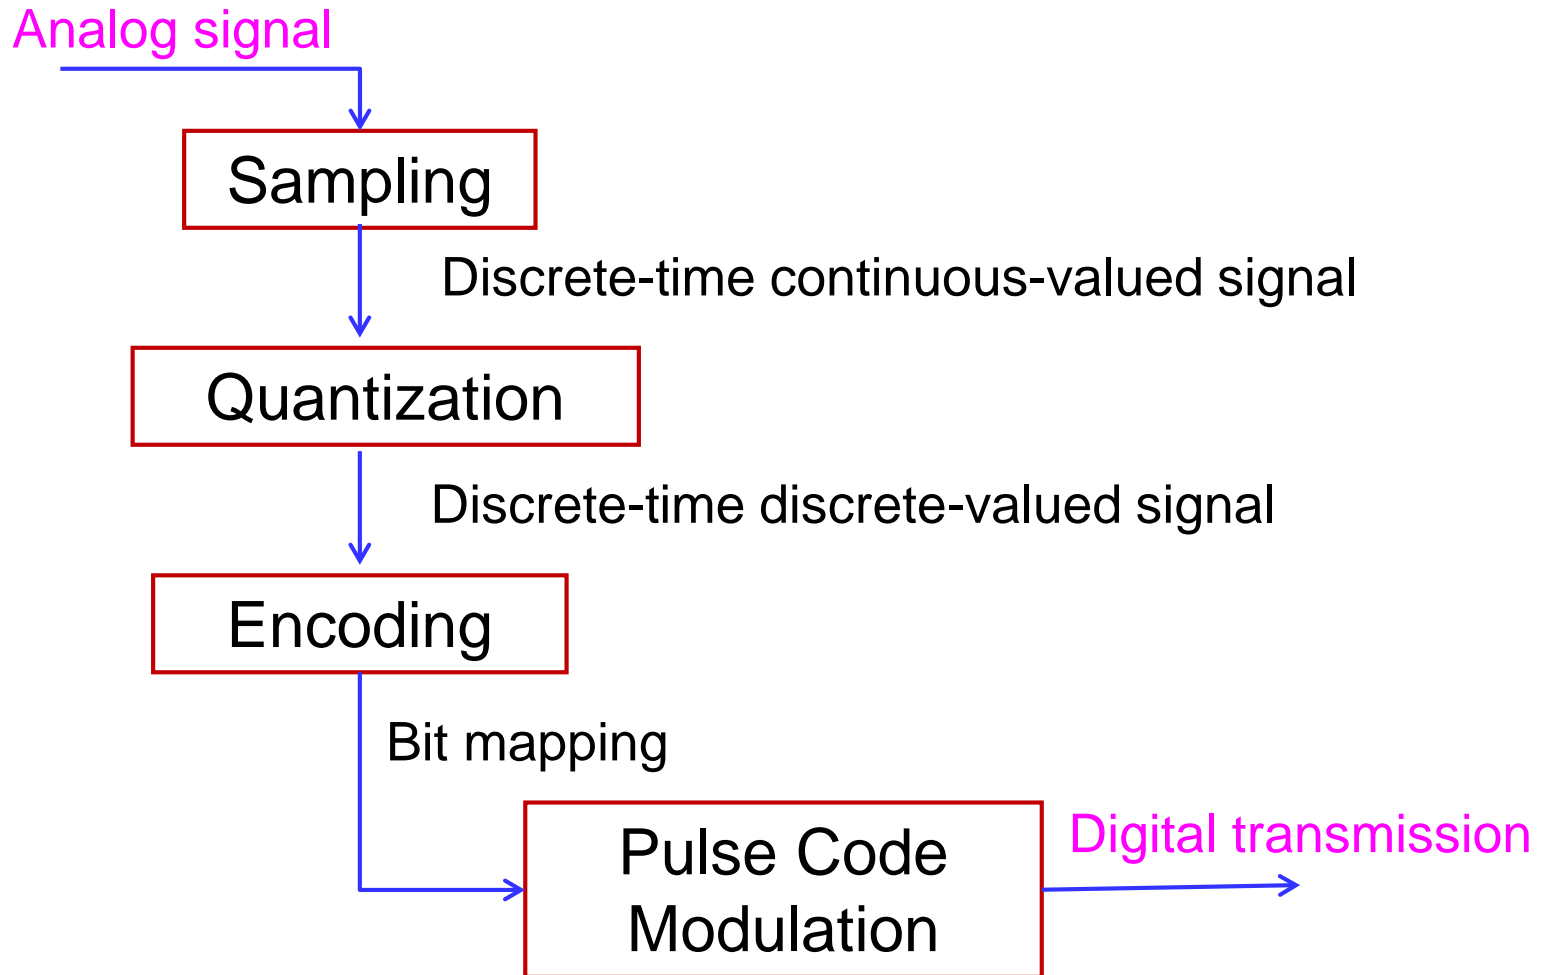 Analog signal
Sampling
Discrete-time continuous-valued signal
Quantization
Discrete-time discrete-valued signal
Encoding
Bit mapping
Pulse Code
Modulation
Digital transmission